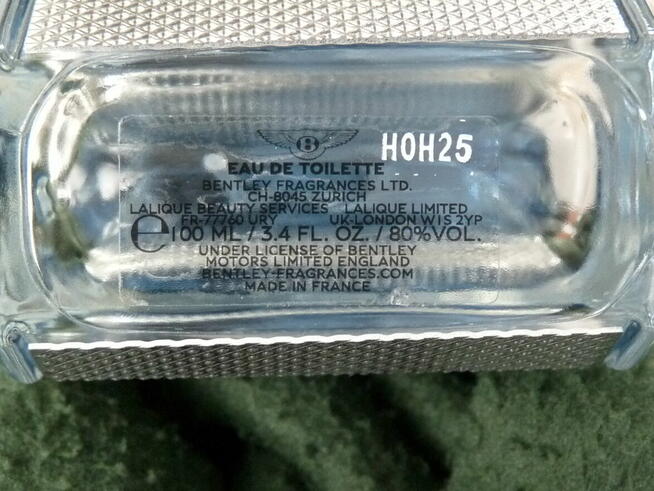 B
H0H25
EAU DE TOILETTE
BENTLEY FRAGRANCES LTD.
CH-8045 ZURICH
LALIQUE BEAUTY SERVICES LALIQUE LIMITED
FR-77760 URY UK-LONDON W1S 2YP
℮100 ML / 3.4 FL. OZ. / 80%VOL.
UNDER LICENSE OF BENTLEY
MOTORS LIMITED ENGLAND
BENTLEY-FRAGRANCES.COM
MADE IN FRANCE